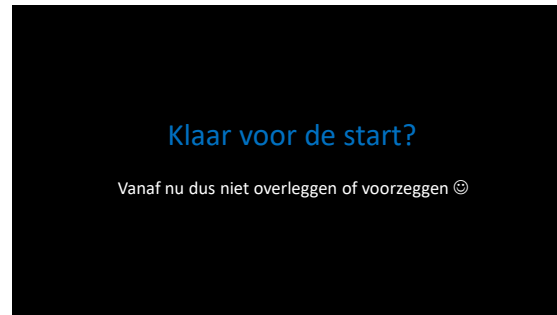 Klaar voor de start?
Vanaf nu dus niet overleggen of voorzeggen ☺